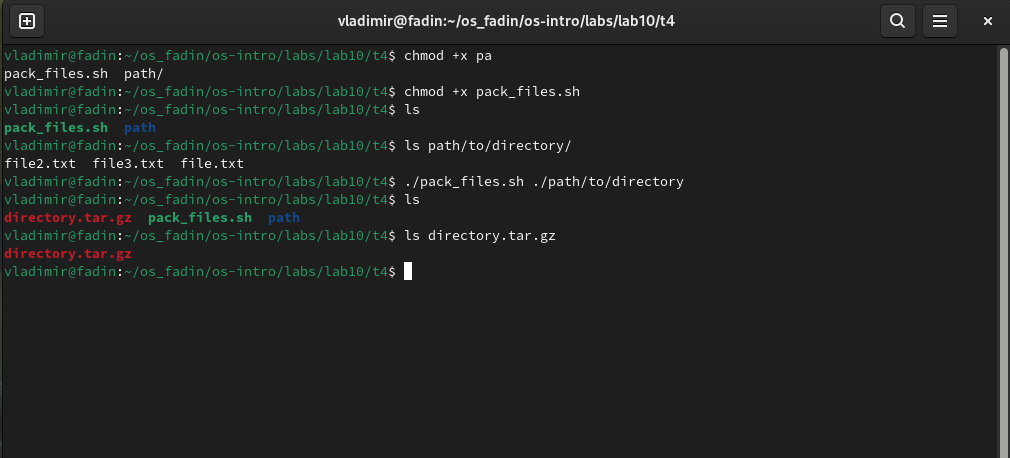 vladimir@fadin:~/os_fadin/os-intro/labs/lab10/t4
vladimir@fadin:~/os_fadin/os-intro/labs/lab10/t4$ chmod +x pa
pack_files.sh  path/
vladimir@fadin:~/os_fadin/os-intro/labs/lab10/t4$ chmod +x pack_files.sh
vladimir@fadin:~/os_fadin/os-intro/labs/lab10/t4$ ls
pack_files.sh  path
vladimir@fadin:~/os_fadin/os-intro/labs/lab10/t4$ ls path/to/directory/
file2.txt  file3.txt  file.txt
vladimir@fadin:~/os_fadin/os-intro/labs/lab10/t4$ ./pack_files.sh ./path/to/directory
vladimir@fadin:~/os_fadin/os-intro/labs/lab10/t4$ ls
directory.tar.gz  pack_files.sh  path
vladimir@fadin:~/os_fadin/os-intro/labs/lab10/t4$ ls directory.tar.gz
directory.tar.gz
vladimir@fadin:~/os_fadin/os-intro/labs/lab10/t4$